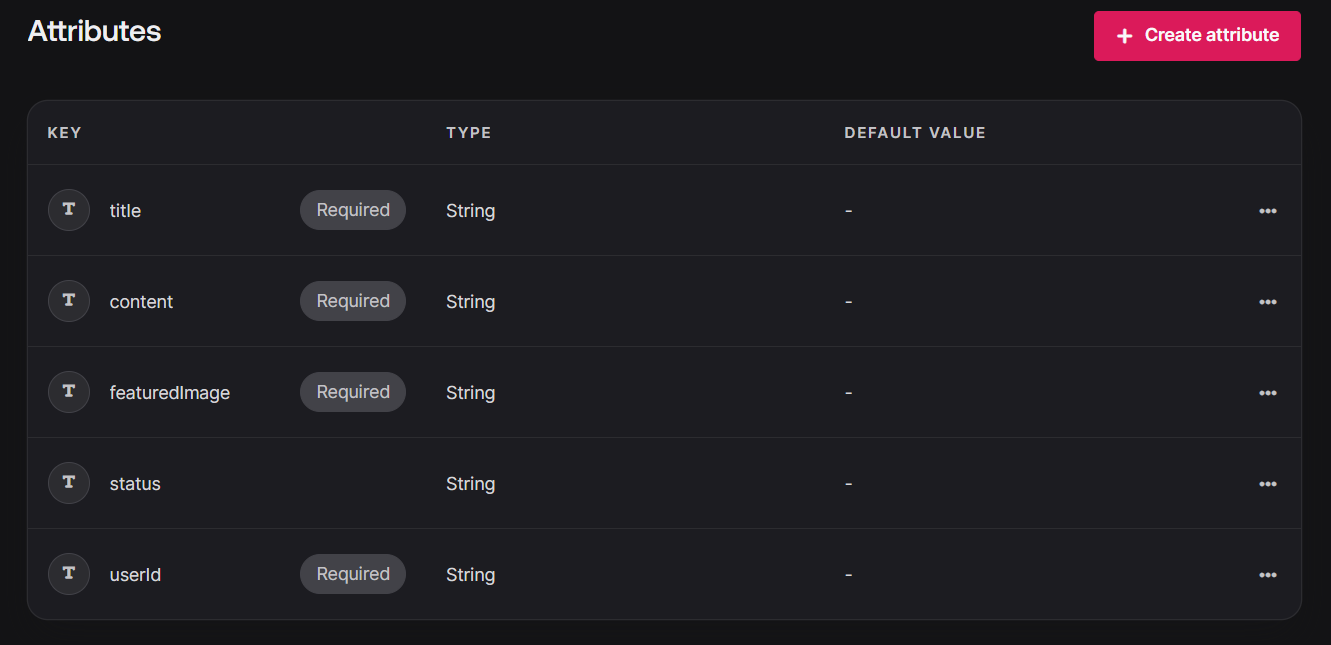 Attributes
+ Create attribute
KEY TYPE DEFAULT VALUE
T title Required String - •••
T content Required String - •••
T featuredImage Required String - •••
T status String - •••
T userId Required String - •••